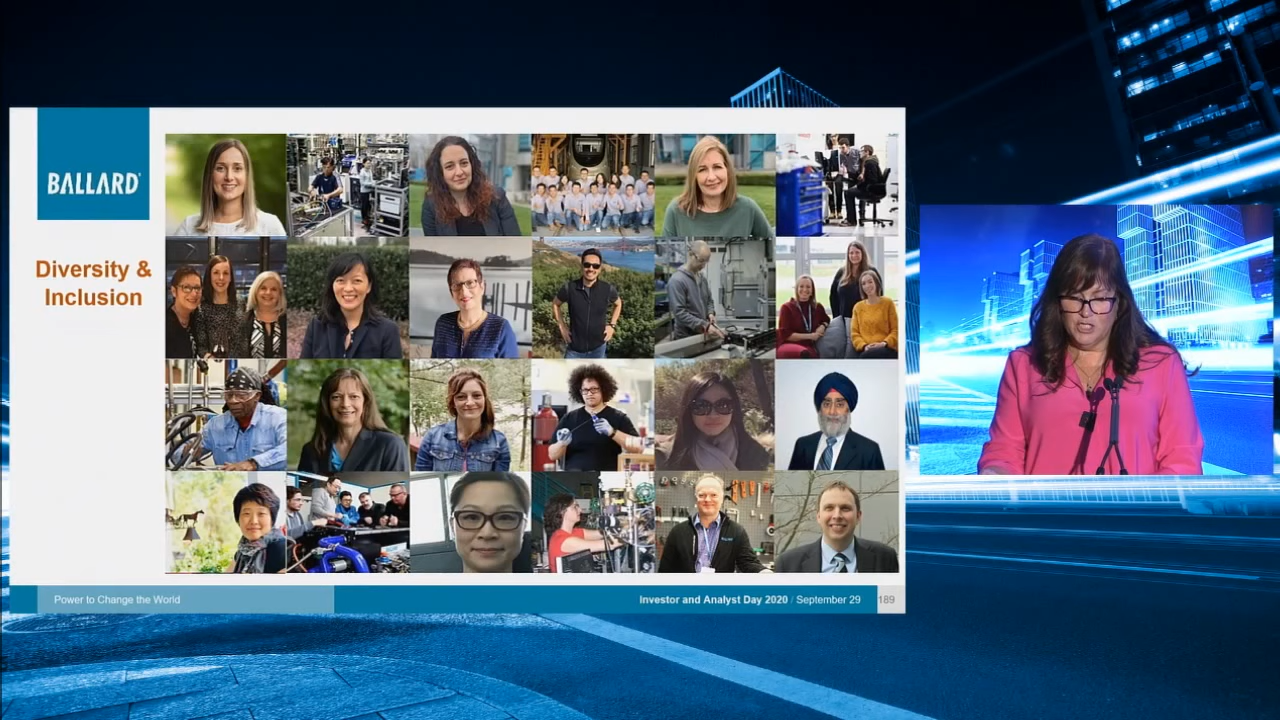 BALLARD
Diversity &
Inclusion
Power to Change the World
Investor and Analyst Day 2020 / September 29
189